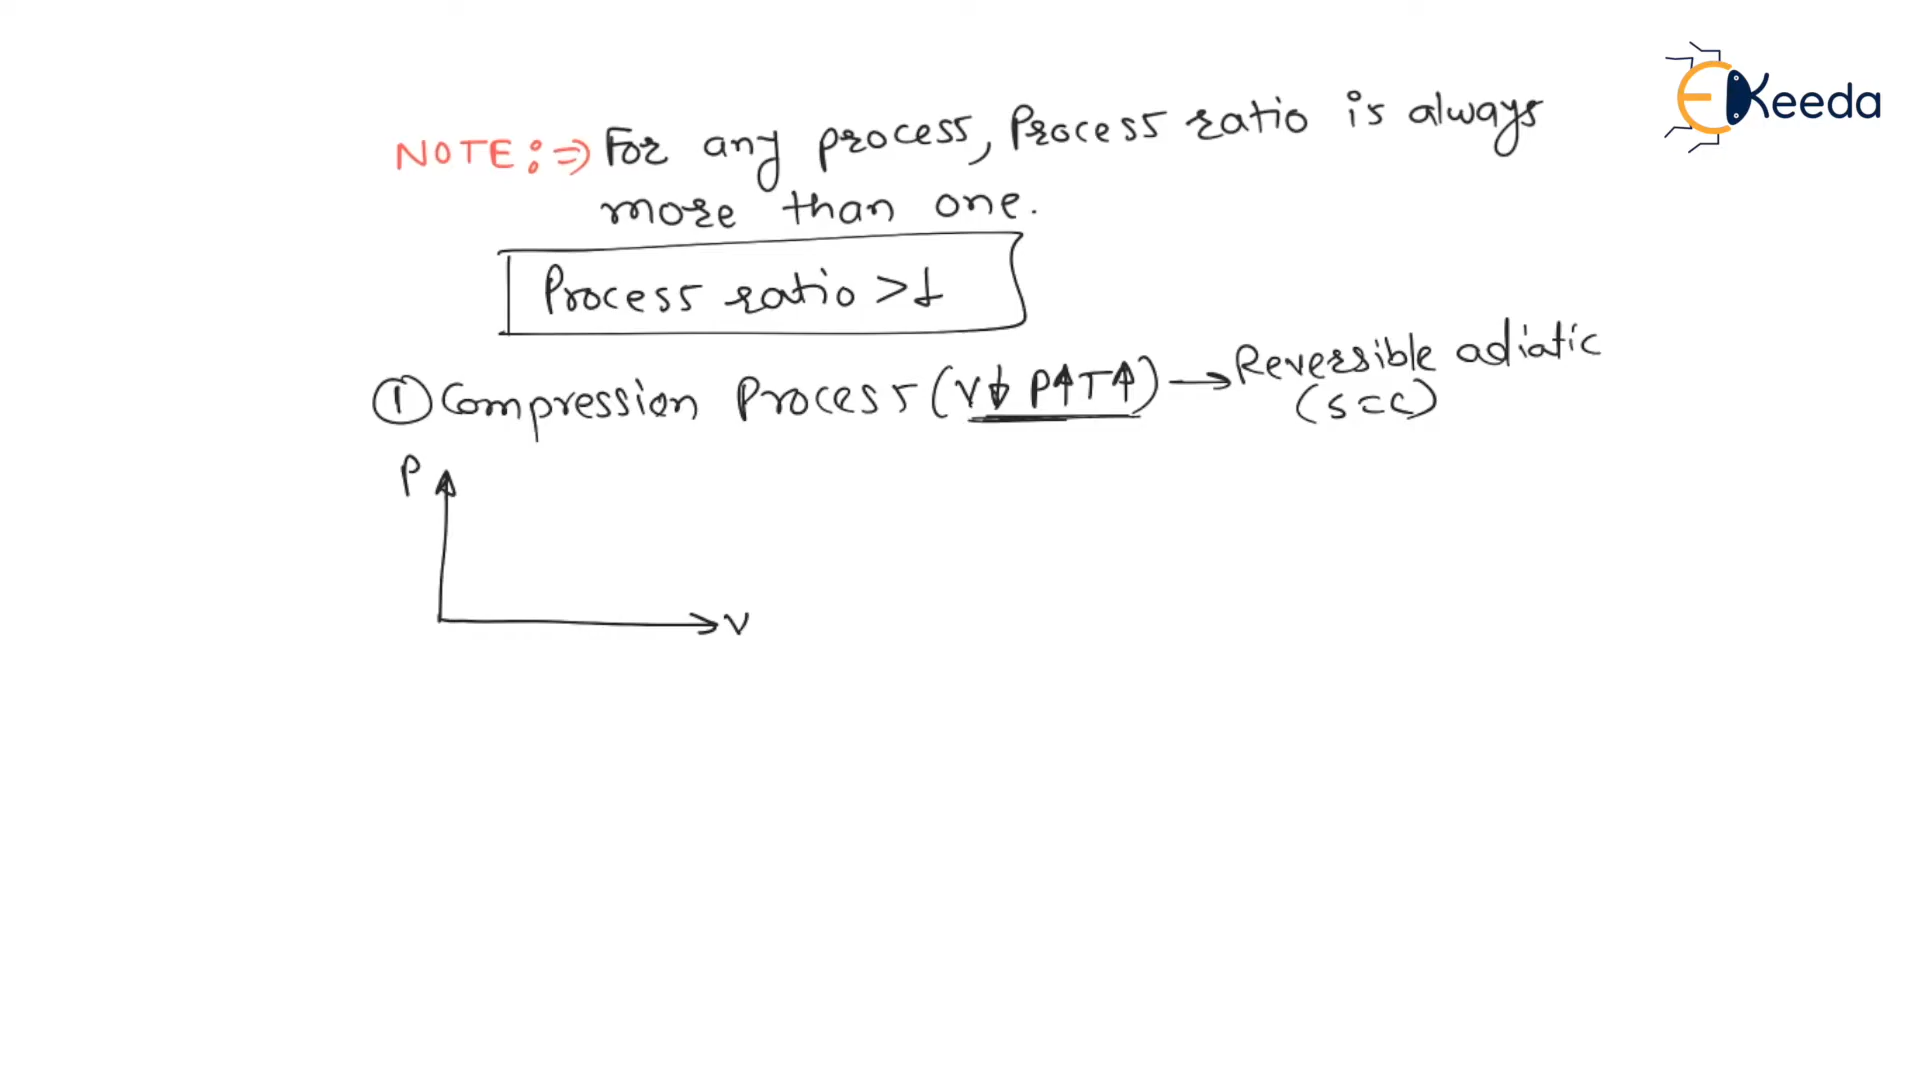 EKeeda
NOTE:⇒ For any process, Process ratio is always
more than one.
Process ratio >1
① Compression Process (V↓ P↑T↑) → Reversible adiatic
(s=c)
P
V